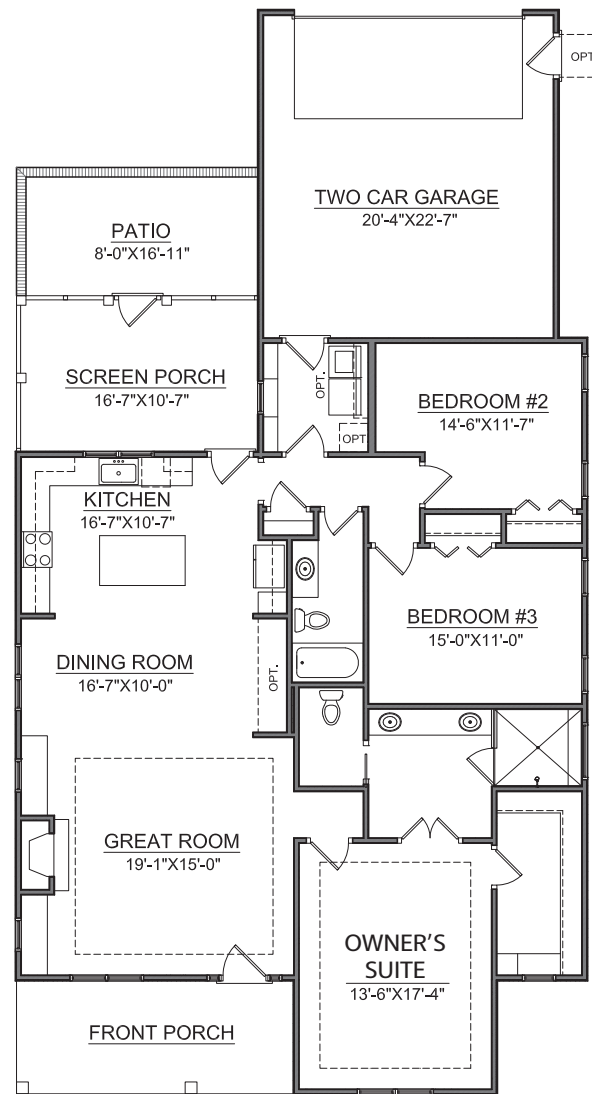 OPT
TWO CAR GARAGE
20'-4"X22'-7"
PATIO
8'-0"X16'-11"
SCREEN PORCH
16'-7"X10'-7"
OPT.
OPT.
BEDROOM #2
14'-6"X11'-7"
KITCHEN
16'-7"X10'-7"
BEDROOM #3
15'-0"X11'-0"
DINING ROOM
16'-7"X10'-0"
OPT.
GREAT ROOM
19'-1"X15'-0"
OWNER'S
SUITE
13'-6"X17'-4"
FRONT PORCH